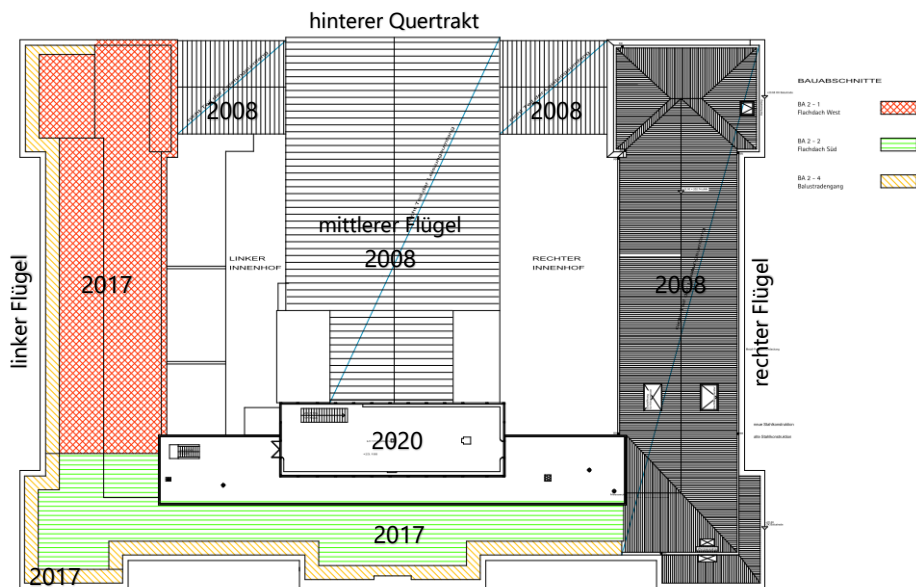 hinterer Quertrakt
BAUABSCHNITTE
BA 2 – 1
Flachdach West
BA 2 – 2
Flachdach Süd
BA 2 – 4
Balustradengang
2008
2008
mittlerer Flügel
2008
LINKER
INNENHOF
RECHTER
INNENHOF
linker Flügel
2017
2008
rechter Flügel
2020
2017
2017